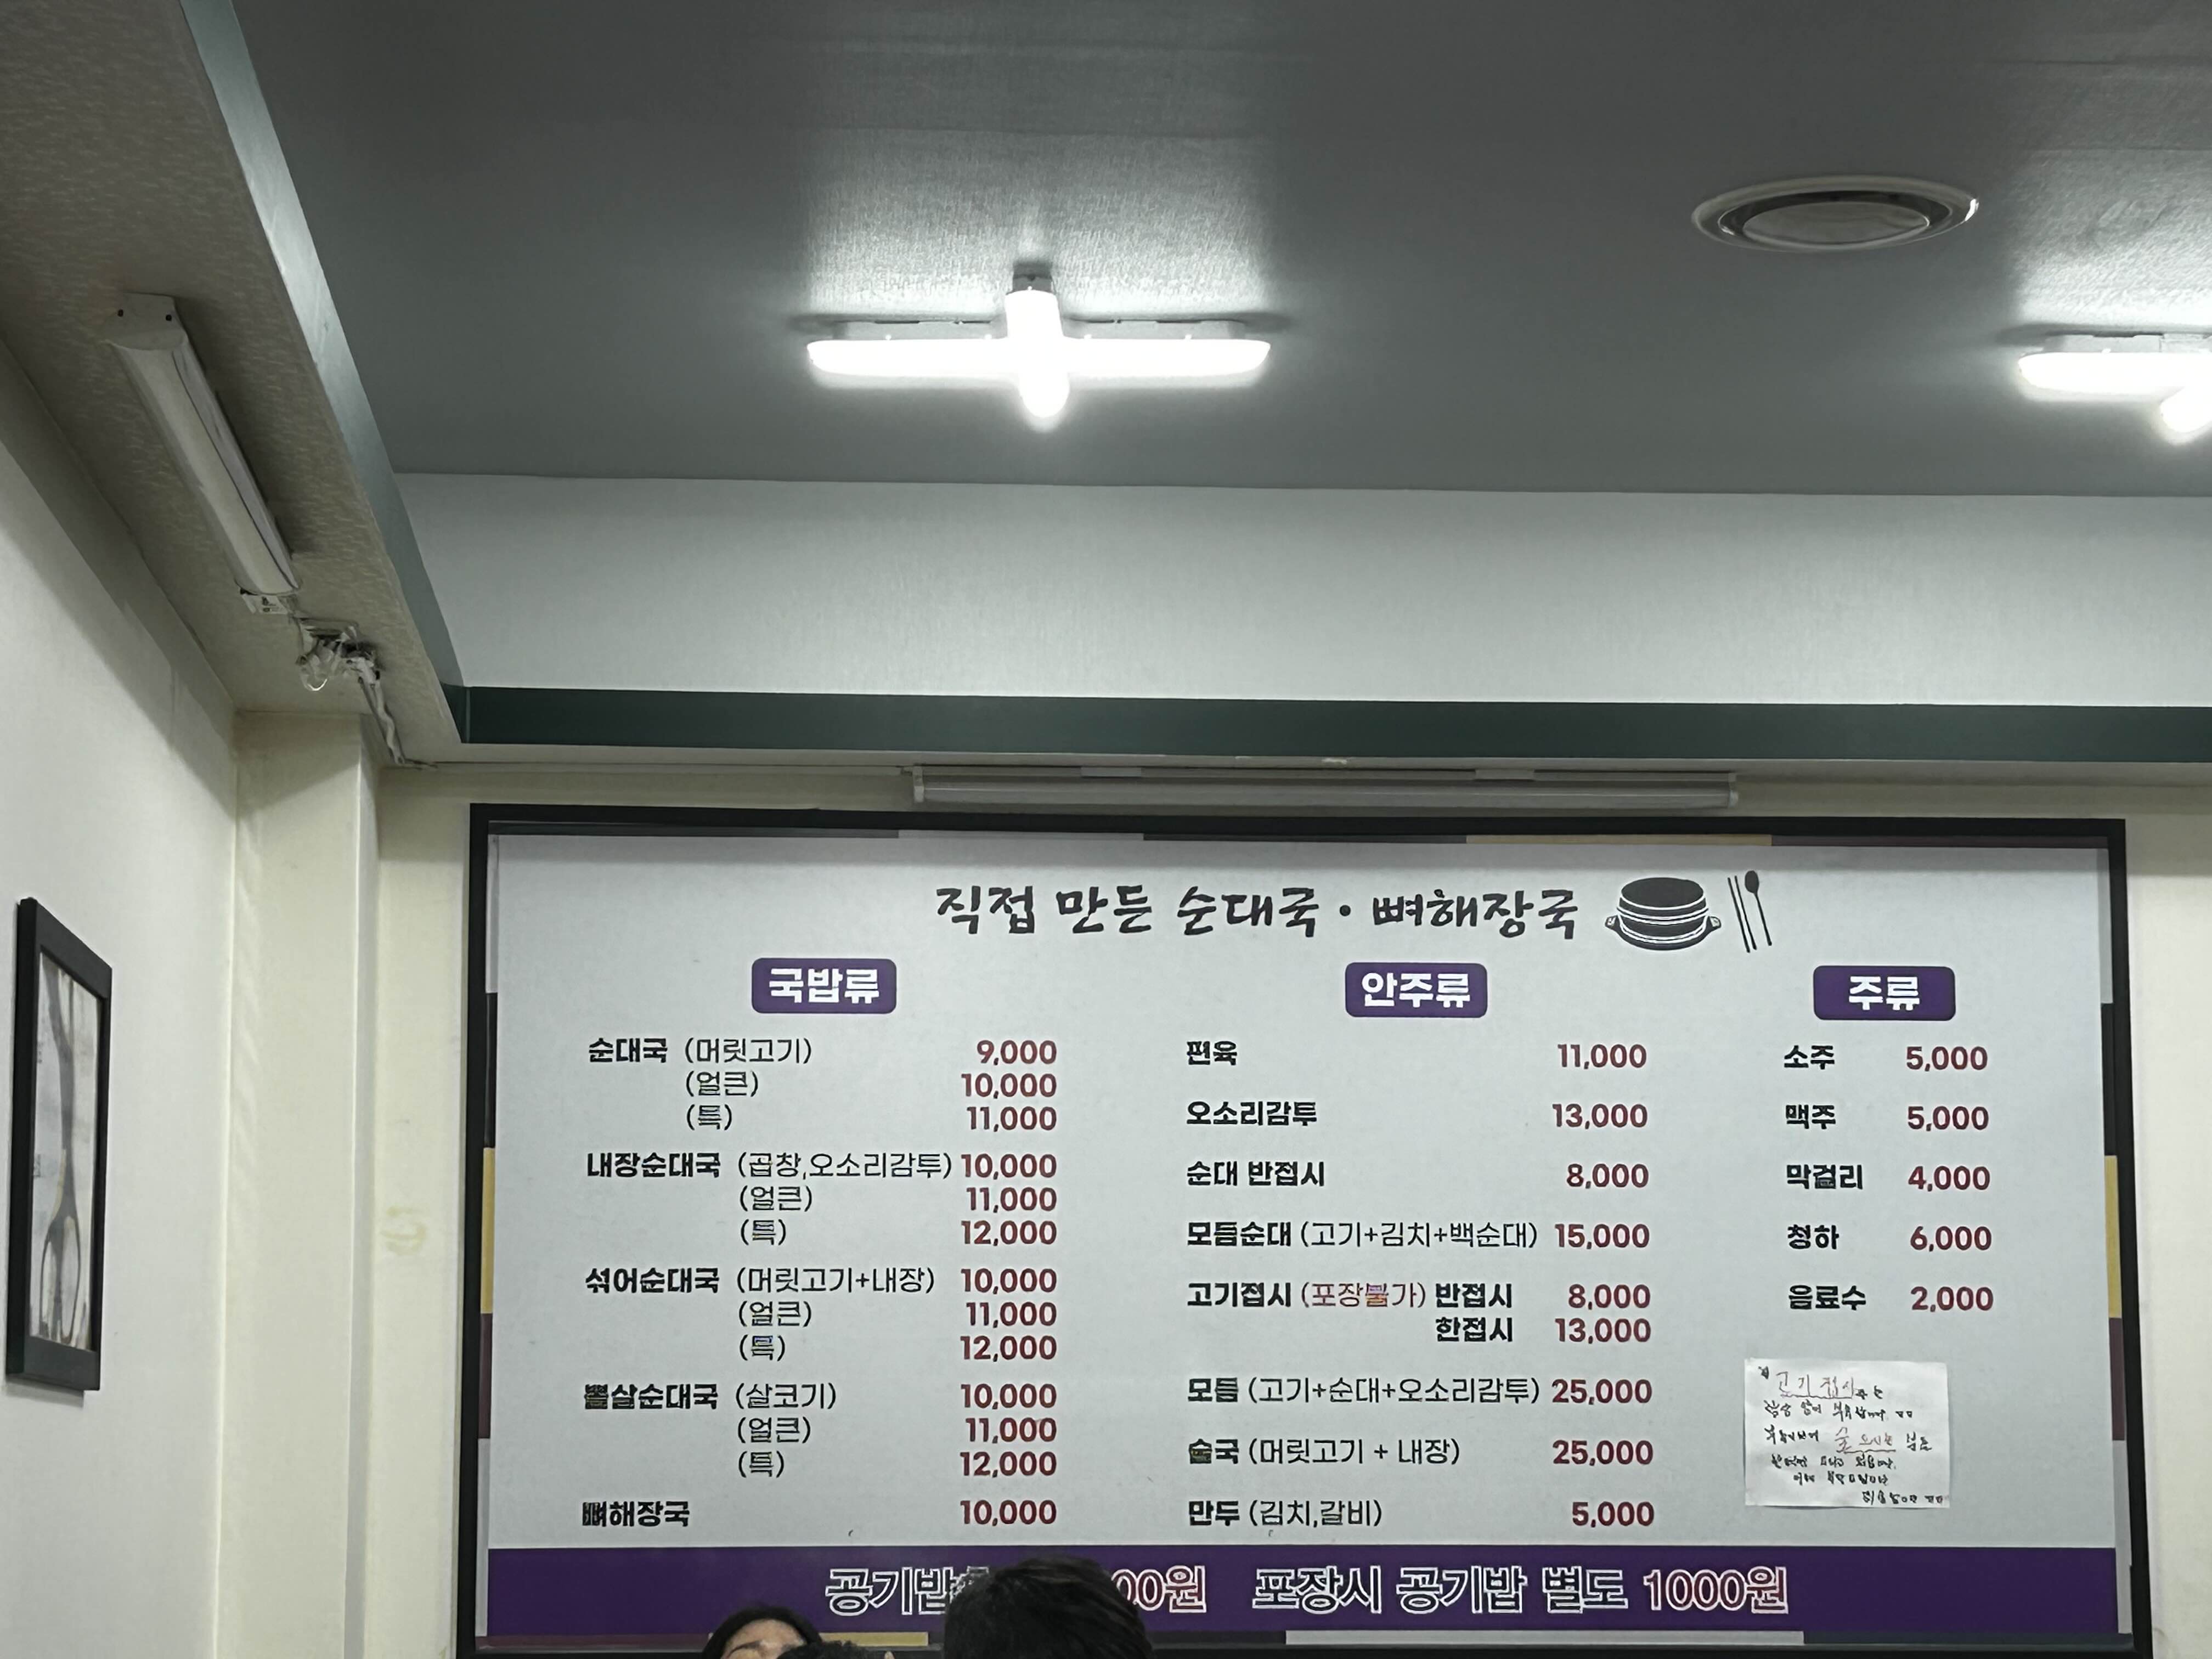 직접 만든 순대국 · 뼈해장국
국밥류
순대국 (머릿고기) 9,000
(얼큰) 10,000
(특) 11,000
내장순대국 (곱창,오소리감투) 10,000
(얼큰) 11,000
(특) 12,000
섞어순대국 (머릿고기+내장) 10,000
(얼큰) 11,000
(특) 12,000
뽈살순대국 (살코기) 10,000
(얼큰) 11,000
(특) 12,000
뼈해장국 10,000
안주류
편육 11,000
오소리감투 13,000
순대 반접시 8,000
모듬순대 (고기+김치+백순대) 15,000
고기접시 (포장불가) 반접시 8,000
한접시 13,000
모듬 (고기+순대+오소리감투) 25,000
술국 (머릿고기 + 내장) 25,000
만두 (김치,갈비) 5,000
주류
소주 5,000
맥주 5,000
막걸리 4,000
청하 6,000
음료수 2,000
고기 접시
공기밥 00원 포장시 공기밥 별도 1000원